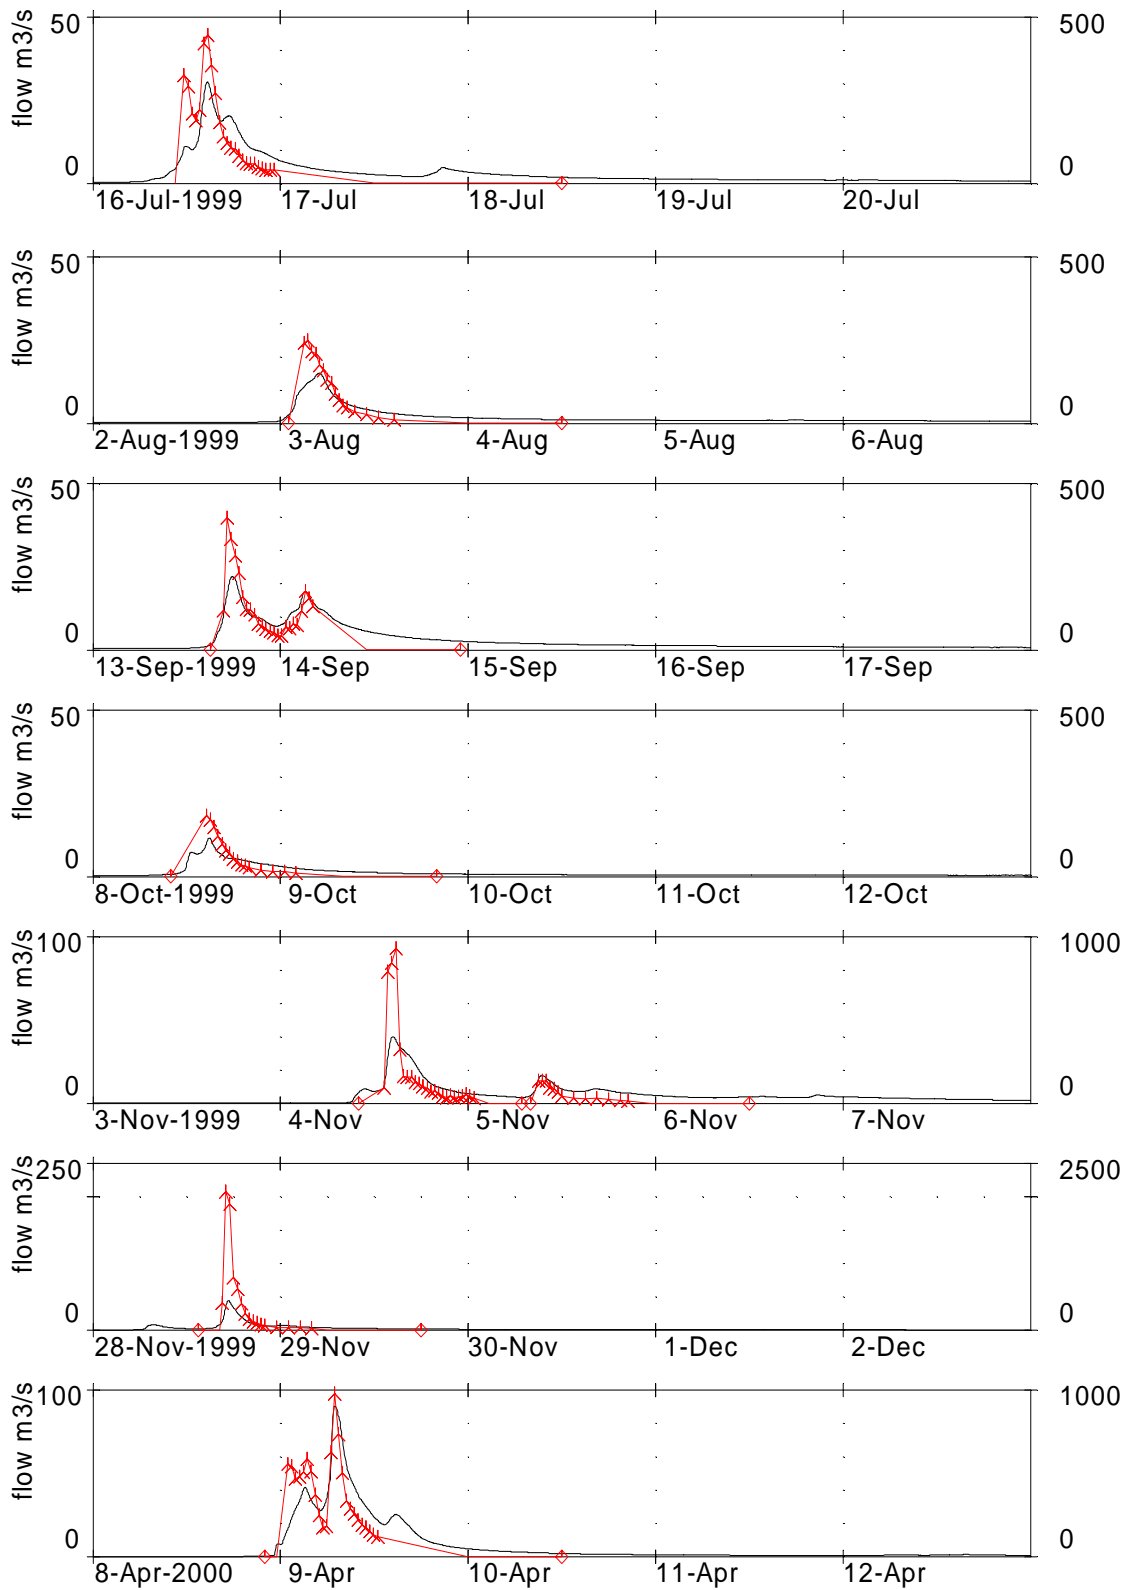 50
500
flow m3/s
0
0
16-Jul-1999 17-Jul 18-Jul 19-Jul 20-Jul
50
500
flow m3/s
0
0
2-Aug-1999 3-Aug 4-Aug 5-Aug 6-Aug
50
500
flow m3/s
0
0
13-Sep-1999 14-Sep 15-Sep 16-Sep 17-Sep
50
500
flow m3/s
0
0
8-Oct-1999 9-Oct 10-Oct 11-Oct 12-Oct
100
1000
flow m3/s
0
0
3-Nov-1999 4-Nov 5-Nov 6-Nov 7-Nov
250
2500
flow m3/s
0
0
28-Nov-1999 29-Nov 30-Nov 1-Dec 2-Dec
100
1000
flow m3/s
0
0
8-Apr-2000 9-Apr 10-Apr 11-Apr 12-Apr